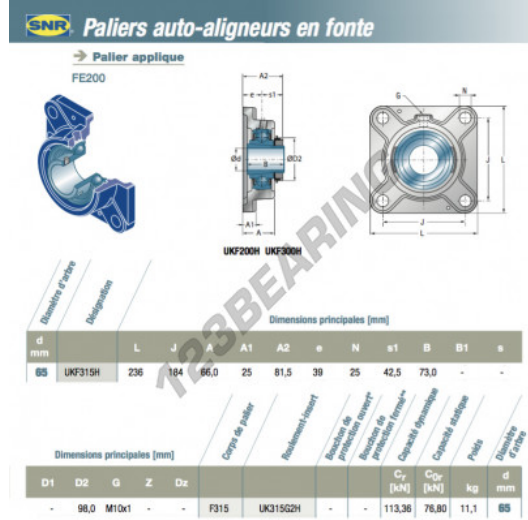 SNR Paliers auto-aligneurs en fonte
Palier applique
FE200
A2
e s1
G
N
Ød
B
ØD2
J
L
A1
A
J
L
UKF200H UKF300H
123BEARING
Diamètre d'arbre
Désignation
Dimensions principales [mm]
d mm L J A A1 A2 e N s1 B B1 s
65 UKF315H 236 184 66,0 25 81,5 39 25 42,5 73,0 - -
Dimensions principales [mm]
Corps de palier
Roulement-insert
Bouchon de protection ouvert*
Bouchon de protection fermé**
Capacité dynamique
Capacité statique
Poids
Diamètre d'arbre
D1 D2 G Z Dz Cr [kN] C0r [kN] kg d mm
- 98,0 M10x1 - - F315 UK315G2H - - 113,36 76,80 11,1 65